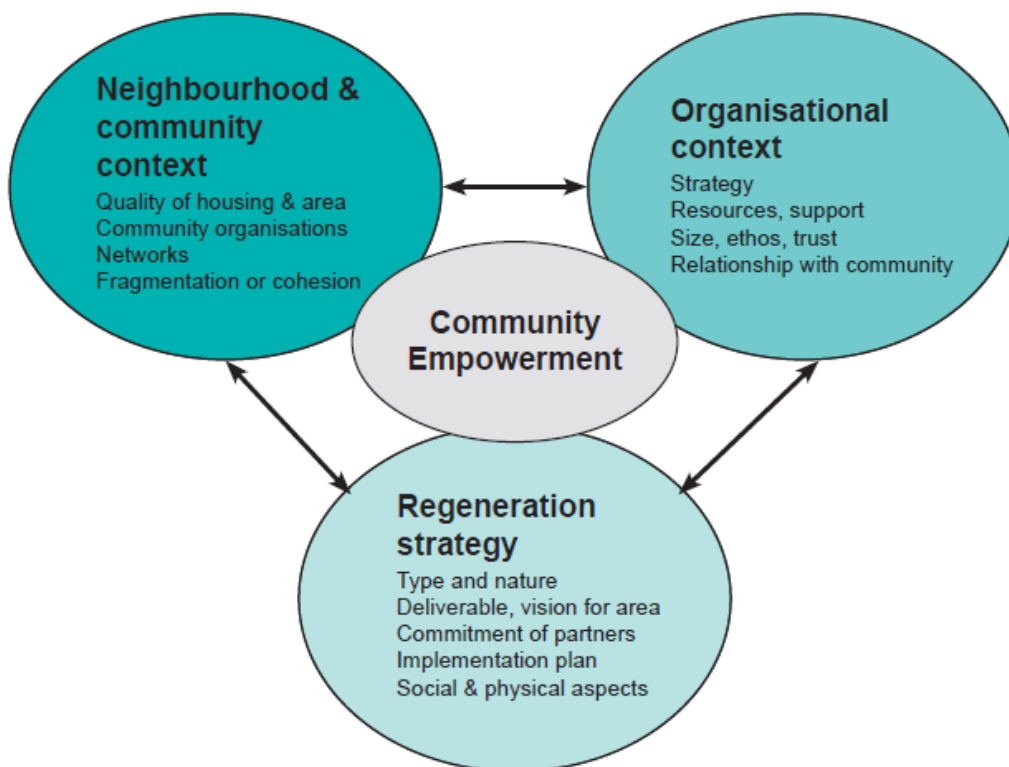 Neighbourhood &
community
context
Quality of housing & area
Community organisations
Networks
Fragmentation or cohesion
Organisational
context
Strategy
Resources, support
Size, ethos, trust
Relationship with community
Community
Empowerment
Regeneration
strategy
Type and nature
Deliverable, vision for area
Commitment of partners
Implementation plan
Social & physical aspects